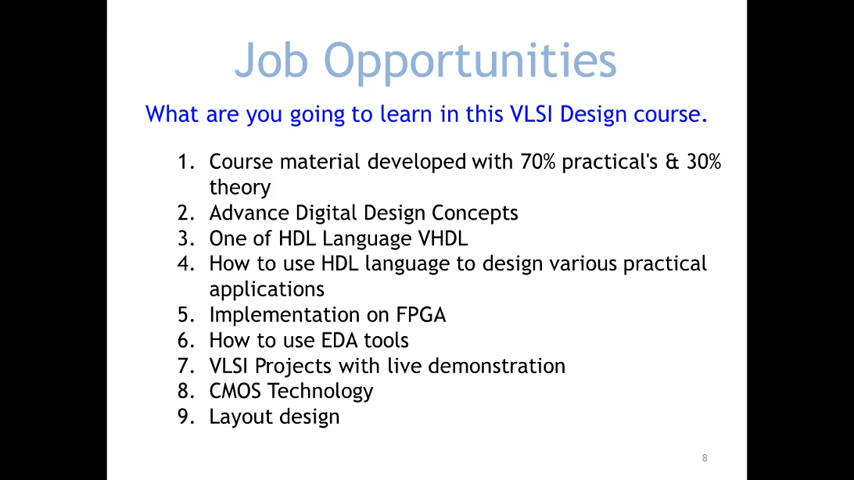 Job Opportunities
What are you going to learn in this VLSI Design course.
1. Course material developed with 70% practical's & 30%
theory
2. Advance Digital Design Concepts
3. One of HDL Language VHDL
4. How to use HDL language to design various practical
applications
5. Implementation on FPGA
6. How to use EDA tools
7. VLSI Projects with live demonstration
8. CMOS Technology
9. Layout design
8